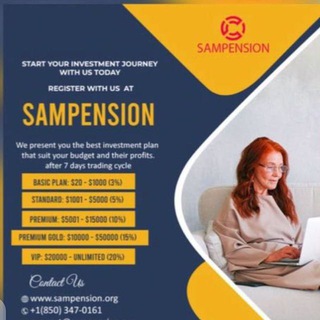 SAMPENSION
START YOUR INVESTMENT JOURNEY
WITH US TODAY
REGISTER WITH US AT
SAMPENSION
We present you the best investment plan
that suit your budget and their profits.
after 7 days trading cycle
BASIC PLAN: $20 - $1000 (3%)
STANDARD: $1001 - $5000 (5%)
PREMIUM: $5001 - $15000 (10%)
PREMIUM GOLD: $10000 - $50000 (15%)
VIP: $20000 - UNLIMITED (20%)
Contact Us
www.sampension.org
+1(850) 347-0161